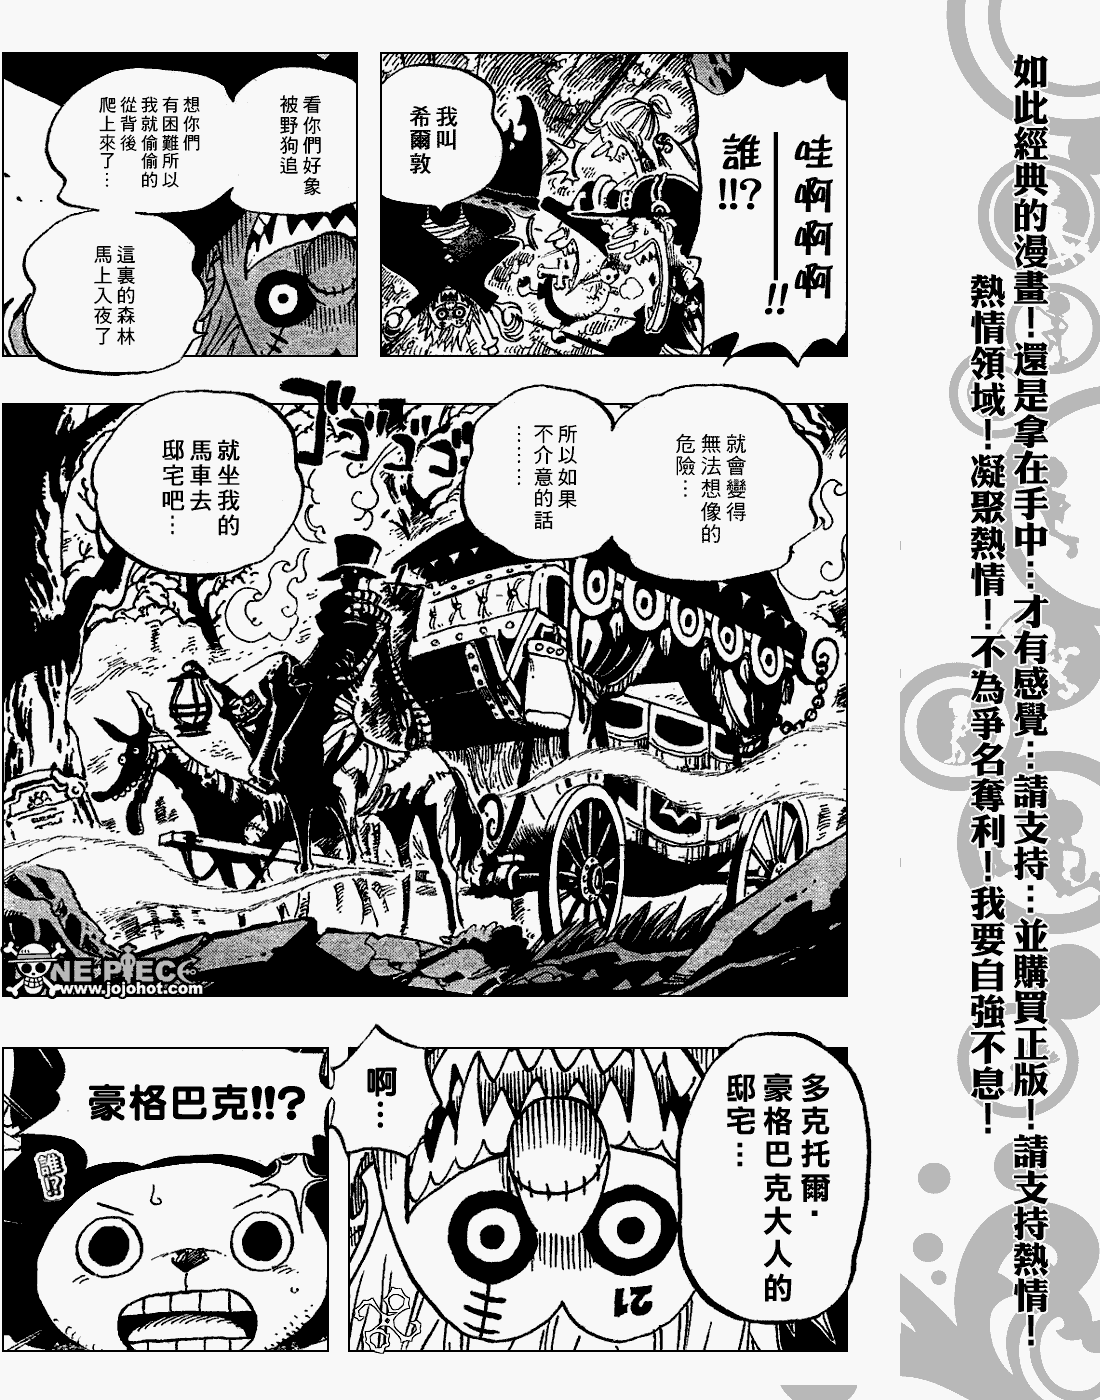 哇啊啊啊!!
誰!!?
我叫
希爾敦
看你們好象
被野狗追
想你們
有困難所以
我就偷偷的
從背後
爬上來了…
這裏的森林
馬上入夜了
就會變得
無法想像的
危險…
所以如果
不介意的話
………
ゴゴゴゴ
就坐我的
馬車去
邸宅吧…
ONE PIECE
www.jojohot.com
多克托爾·
豪格巴克大人的
邸宅…
啊…
21
豪格巴克!!?
誰!?
如此經典的漫畫！還是拿在手中…才有感覺…請支持…並購買正版！請支持熱情！
熱情領域！凝聚熱情！不為爭名奪利！我要自強不息！